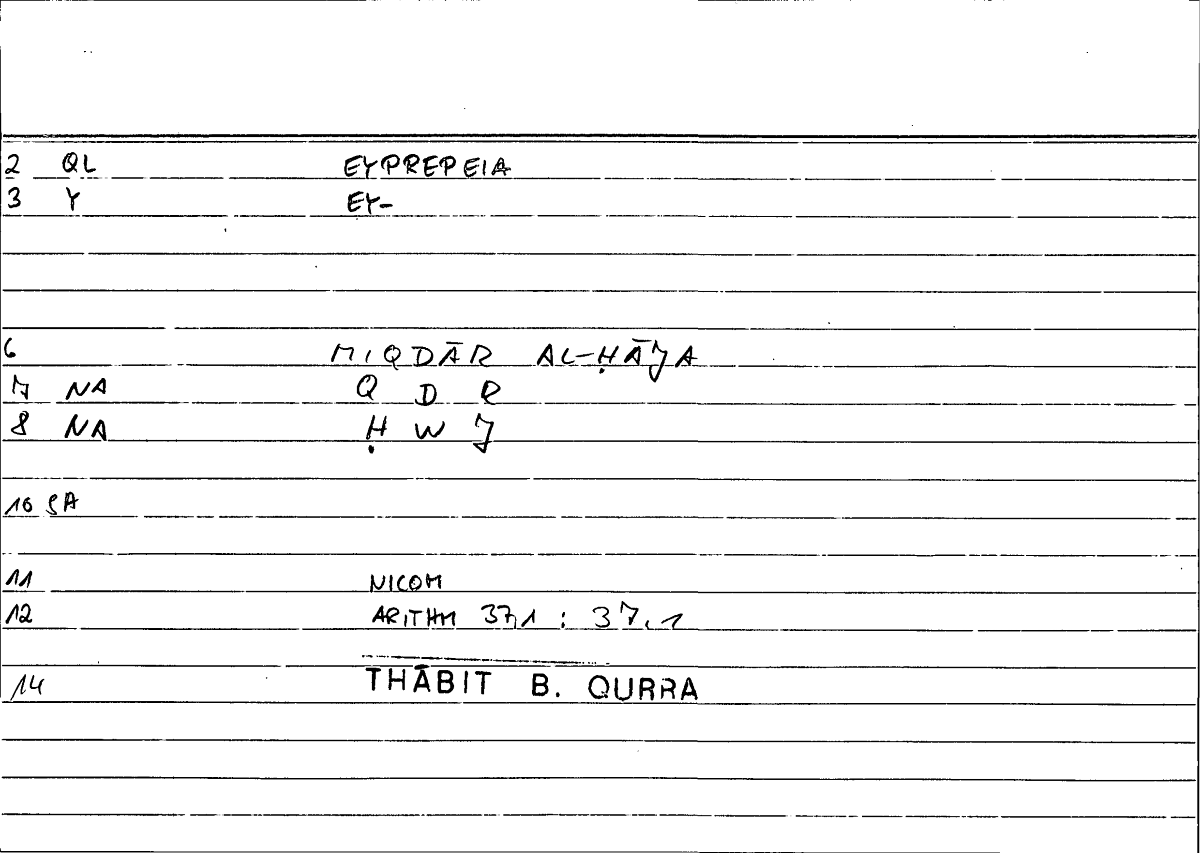 2 QL EYPREPEIA
3 Y EY-
6 MIQDĀR AL-ḤĀJA
7 NA Q D R
8 NA Ḥ W J
10 SA
11 NICOM
12 ARITHM 37,1 : 37.1
14 THĀBIT B. QURRA